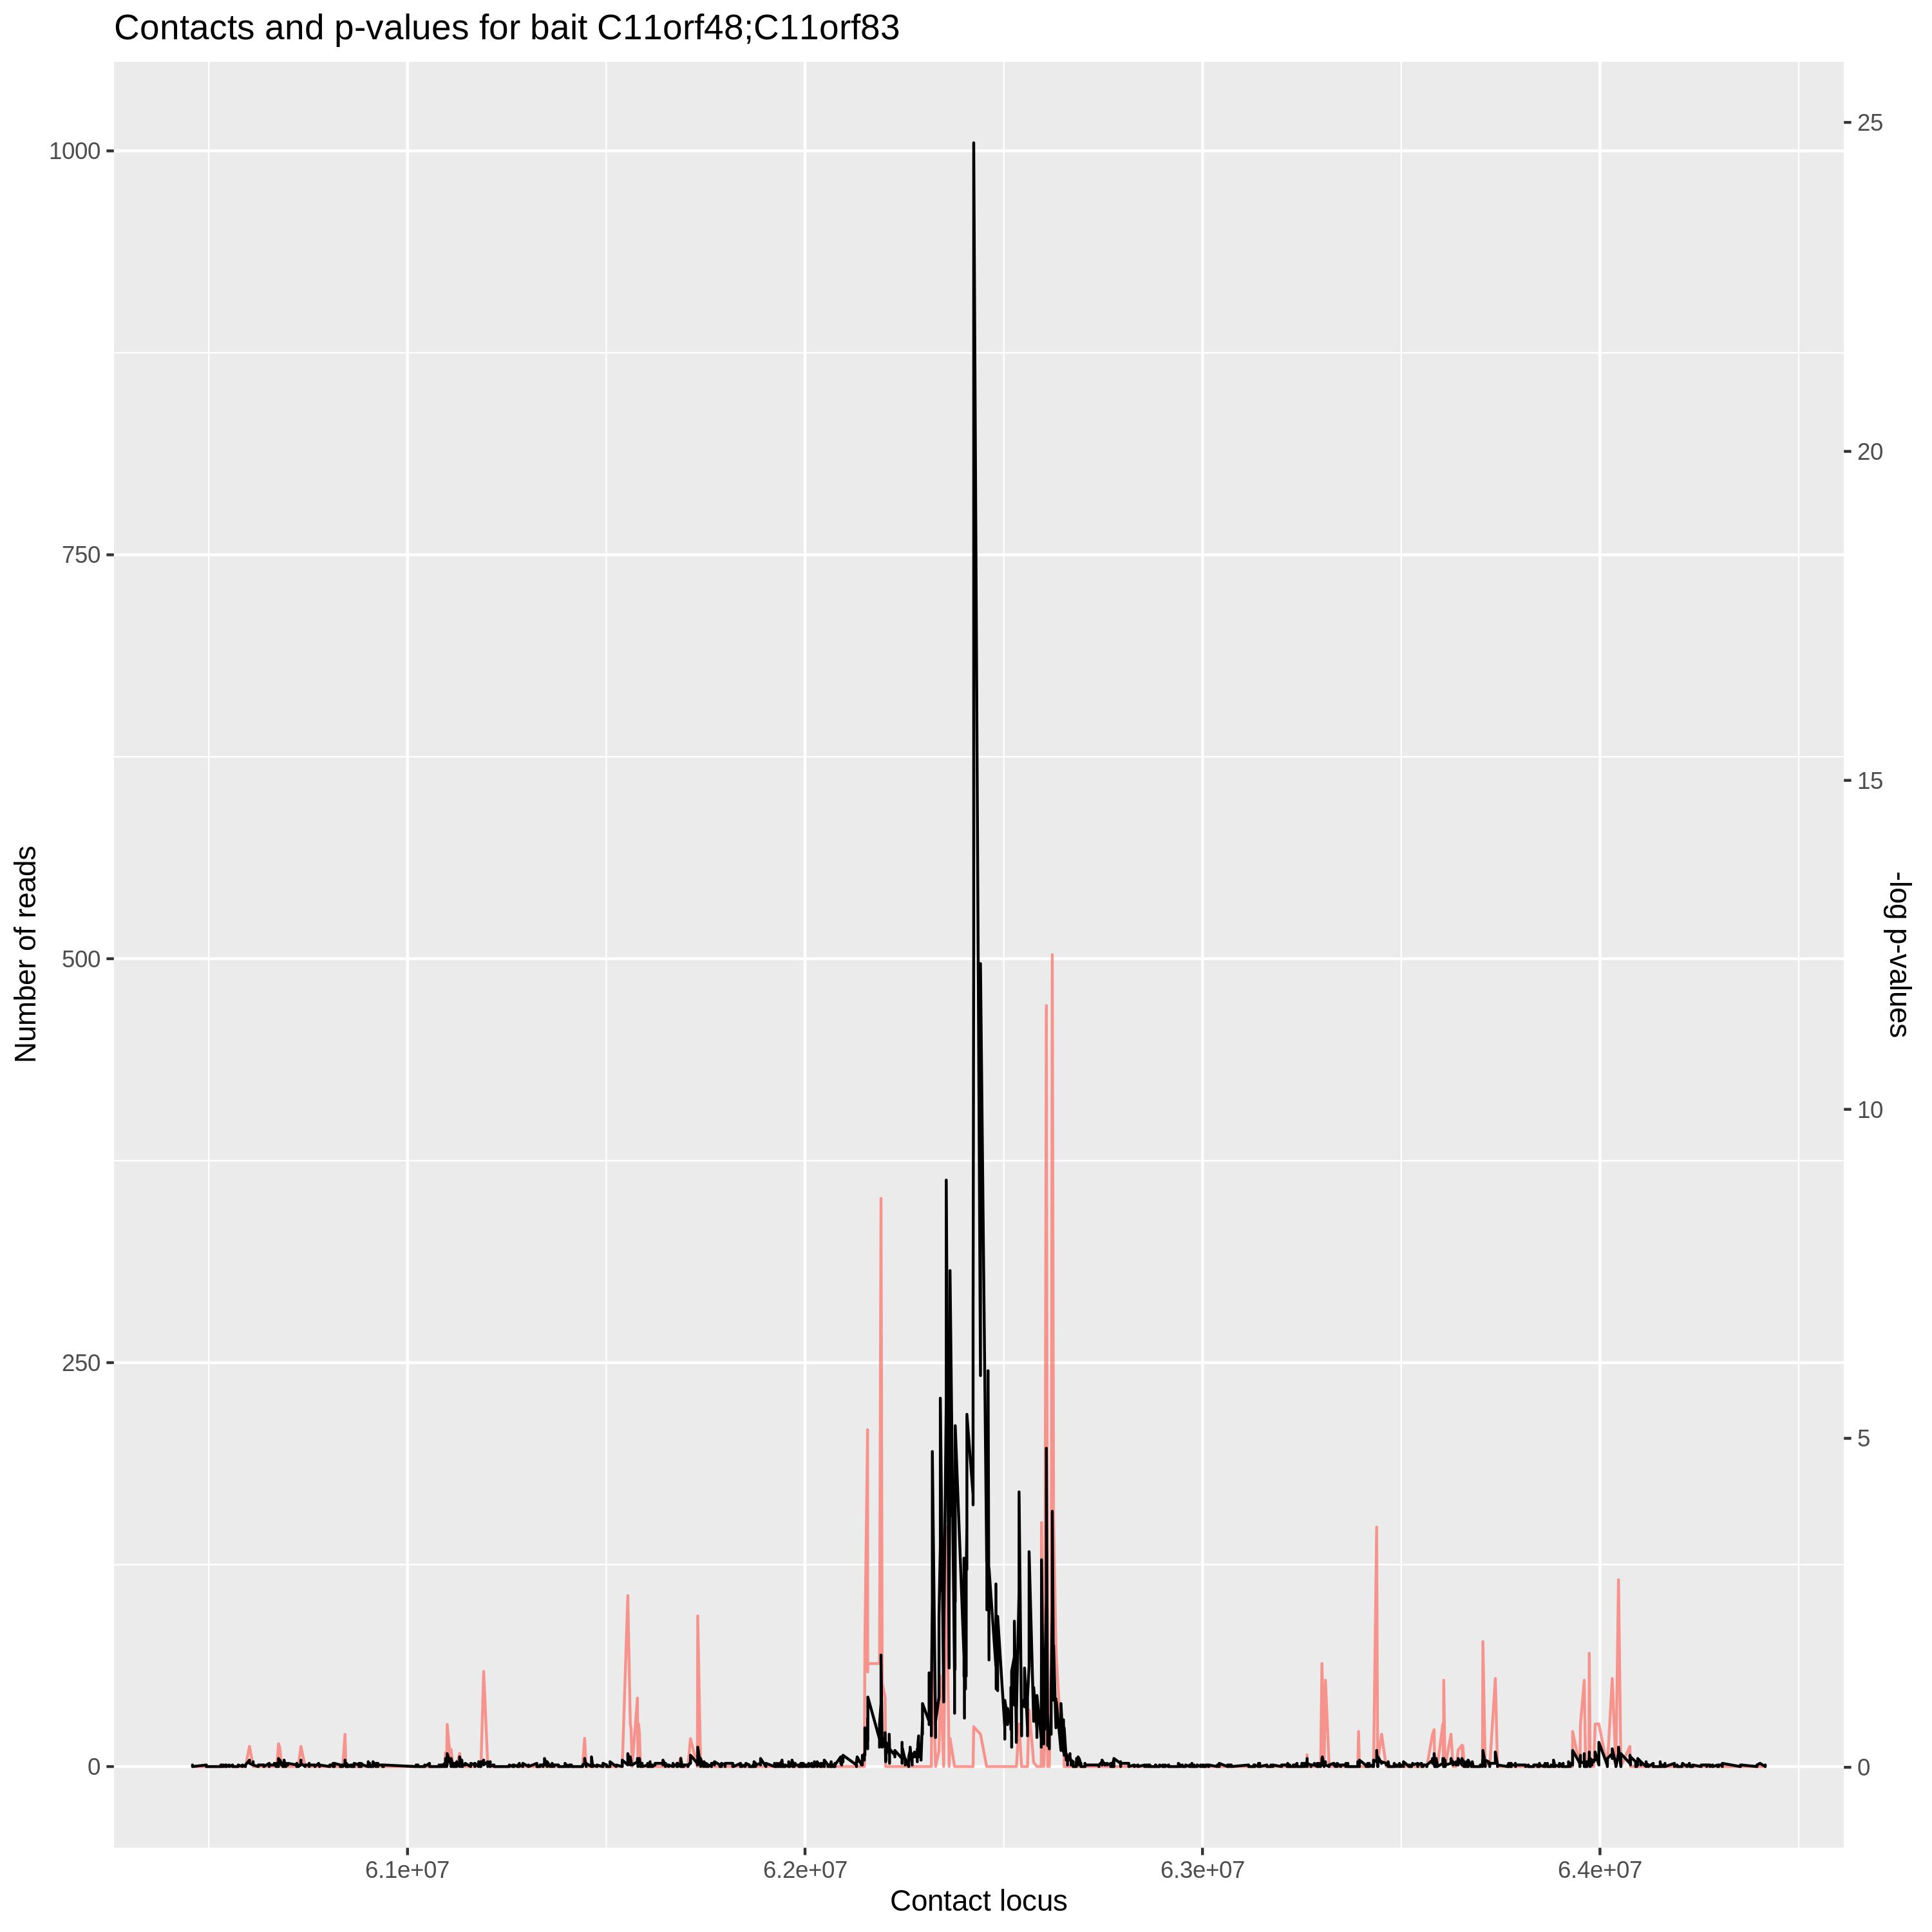 Contacts and p-values for bait C11orf48;C11orf83
1000
750
500
250
0
Number of reads
25
20
15
10
5
0
-log p-values
6.1e+07
6.2e+07
6.3e+07
6.4e+07
Contact locus